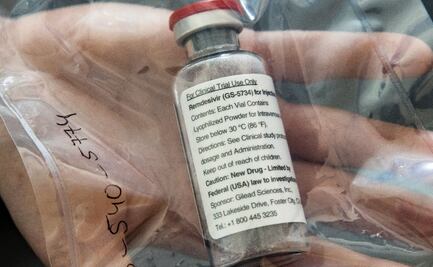 For Clinical Trial Use Only
Remdesivir (GS-5734) for Injection
Contents: Each Vial Contains
Lyophilized Powder for Intravenous
Store below 30 °C (86 °F).
Directions: See Clinical study
dosage and Administration.
Keep out of reach of children.
Caution: New Drug - Limited by
Federal (USA) law to
Sponsor: Gilead Sciences, Inc.
333 Lakeside Drive, Foster City,
Tel.: +1 800 445 3235
-540-5774